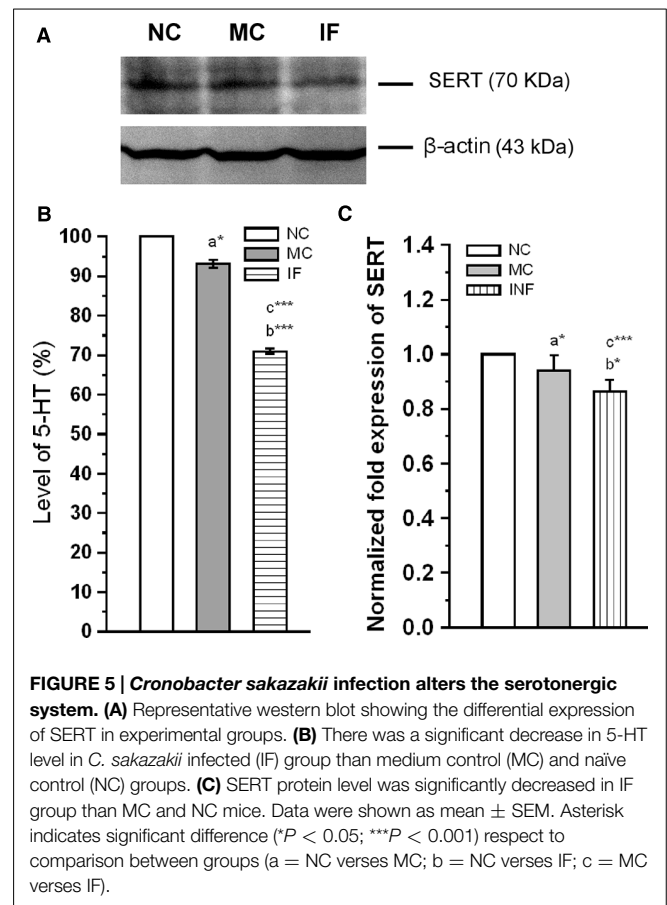 A
NC MC IF
SERT (70 KDa)
β-actin (43 kDa)
B
Level of 5-HT (%)
100
90
80
70
60
50
40
30
20
10
0
NC
MC
IF
a*
c***
b***
C
Normalized fold expression of SERT
1.4
1.2
1.0
0.8
0.6
0.4
0.2
0.0
NC
MC
INF
a*
c***
b*
FIGURE 5 | Cronobacter sakazakii infection alters the serotonergic
system. (A) Representative western blot showing the differential expression
of SERT in experimental groups. (B) There was a significant decrease in 5-HT
level in C. sakazakii infected (IF) group than medium control (MC) and naïve
control (NC) groups. (C) SERT protein level was significantly decreased in IF
group than MC and NC mice. Data were shown as mean ± SEM. Asterisk
indicates significant difference (*P < 0.05; ***P < 0.001) respect to
comparison between groups (a = NC verses MC; b = NC verses IF; c = MC
verses IF).